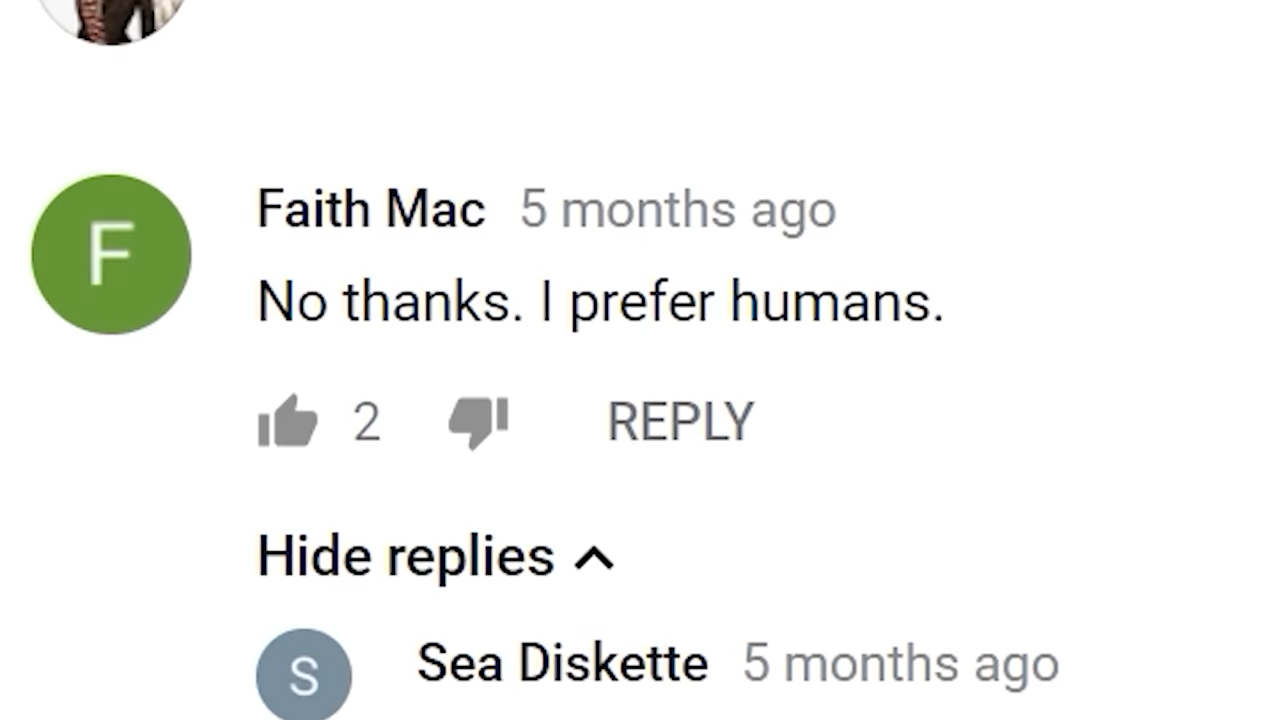 F
Faith Mac 5 months ago
No thanks. I prefer humans.
2 REPLY
Hide replies
S
Sea Diskette 5 months ago